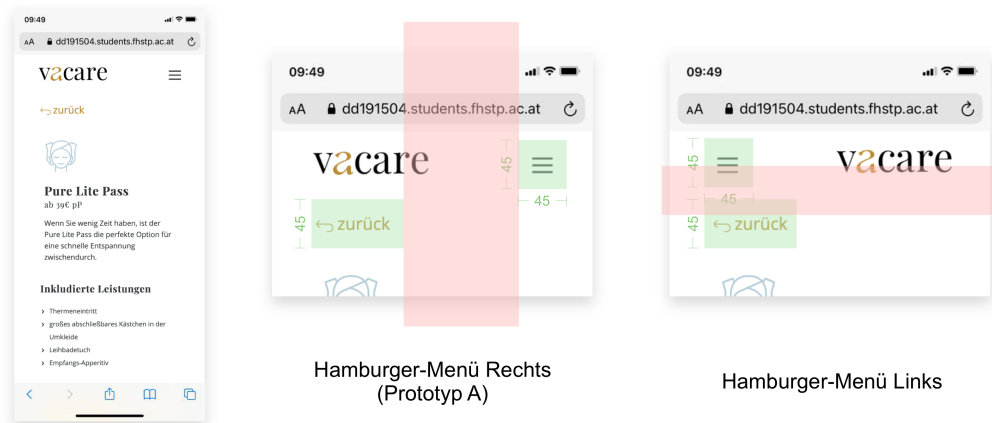 09:49
AA dd191504.students.fhstp.ac.at
vacare
zurück
Pure Lite Pass
ab 39€ pP
Wenn Sie wenig Zeit haben, ist der
Pure Lite Pass die perfekte Option für
eine schnelle Entspannung
zwischendurch.
Inkludierte Leistungen
Thermeneintritt
großes abschließbares Kästchen in der
Umkleide
Leihbadetuch
Empfangs-Apperitiv
09:49
AA dd191504.students.fhstp.ac.at
vacare
45
45
45
zurück
Hamburger-Menü Rechts
(Prototyp A)
09:49
AA dd191504.students.fhstp.ac.at
45
vacare
45
45
zurück
Hamburger-Menü Links